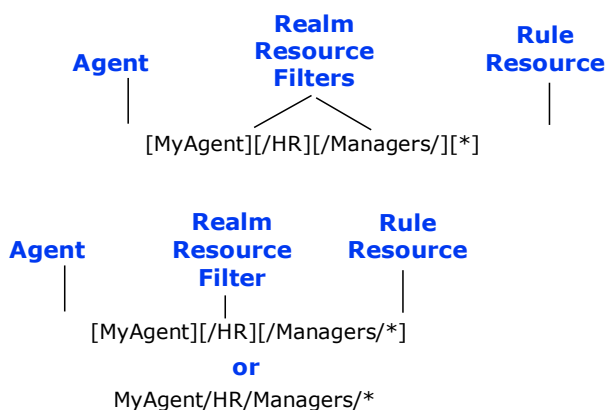 Agent
Realm
Resource
Filters
Rule
Resource
[MyAgent][/HR][/Managers/][*]
Agent
Realm
Resource
Filter
Rule
Resource
[MyAgent][/HR][/Managers/*]
or
MyAgent/HR/Managers/*